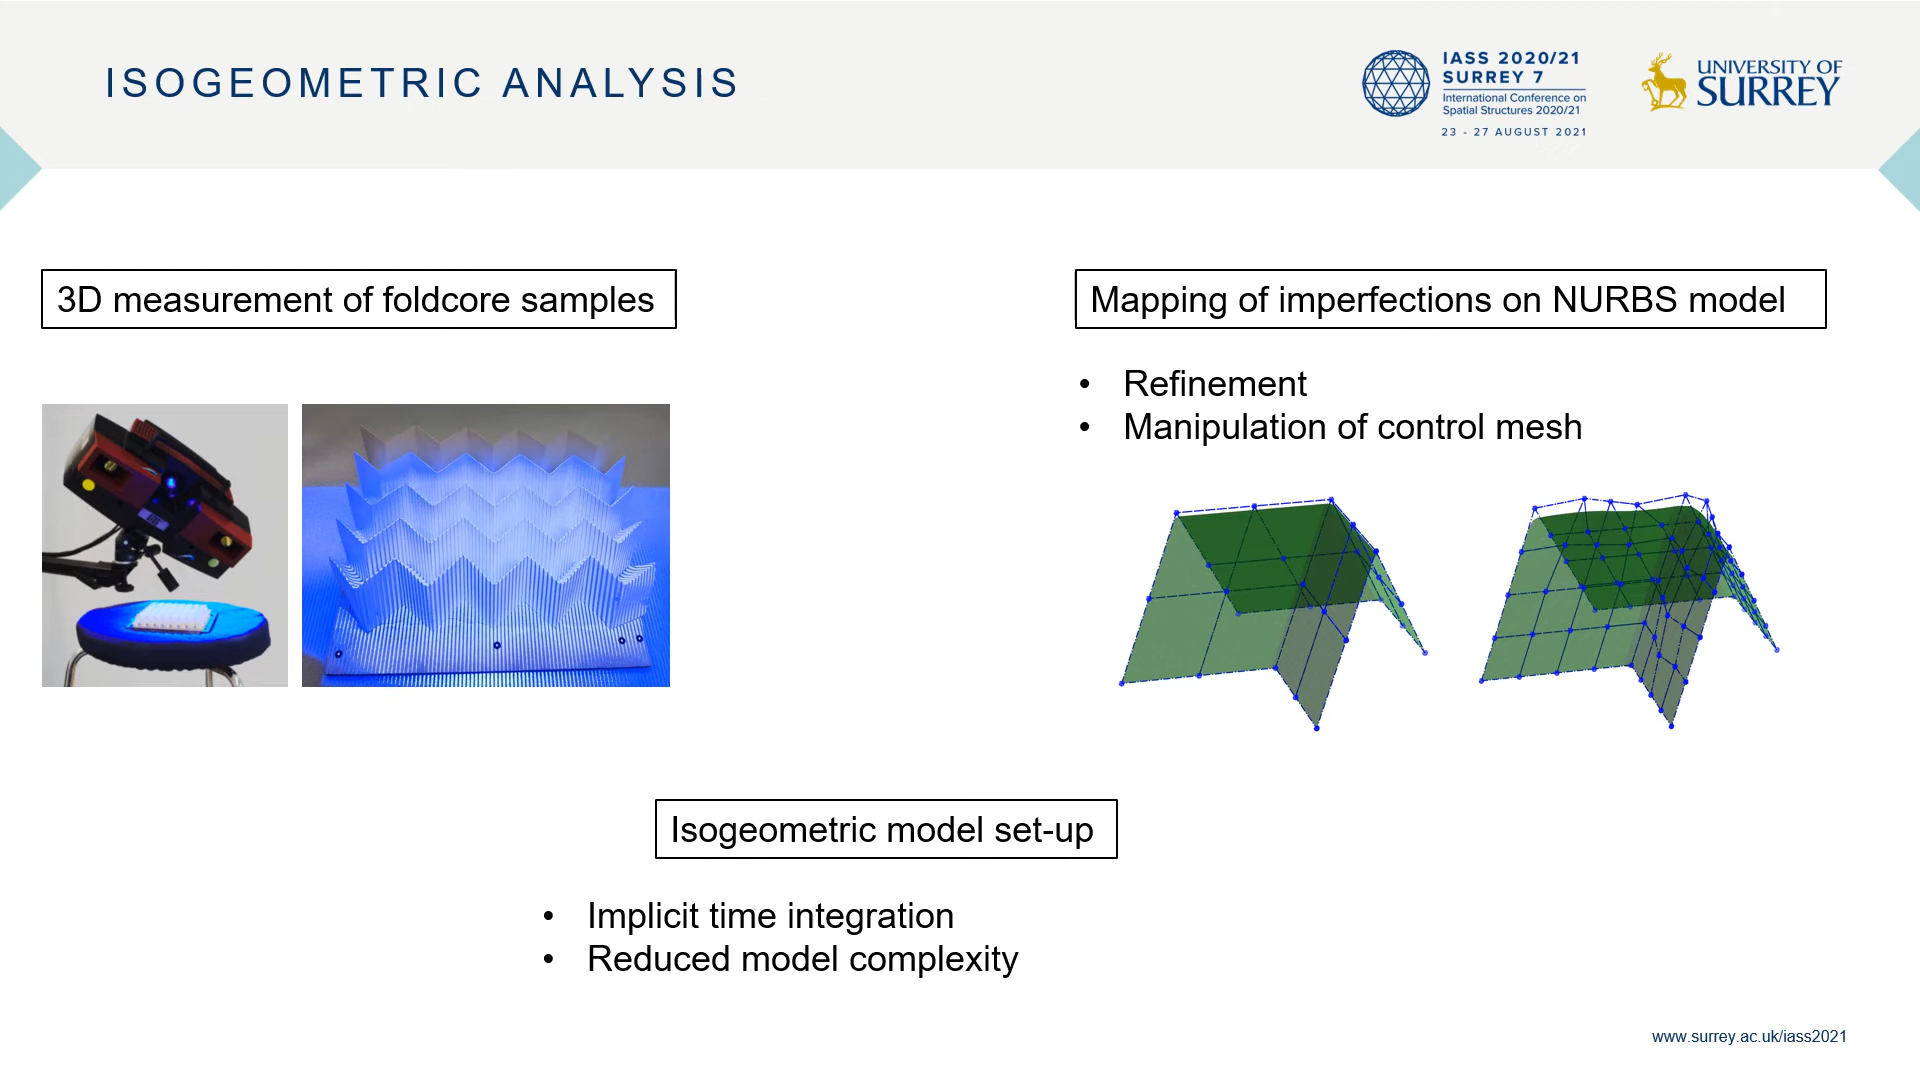 ISOGEOMETRIC ANALYSIS
IASS 2020/21
SURREY 7
International Conference on
Spatial Structures 2020/21
23 - 27 AUGUST 2021
UNIVERSITY OF
SURREY
3D measurement of foldcore samples
Mapping of imperfections on NURBS model
• Refinement
• Manipulation of control mesh
Isogeometric model set-up
• Implicit time integration
• Reduced model complexity
www.surrey.ac.uk/iass2021